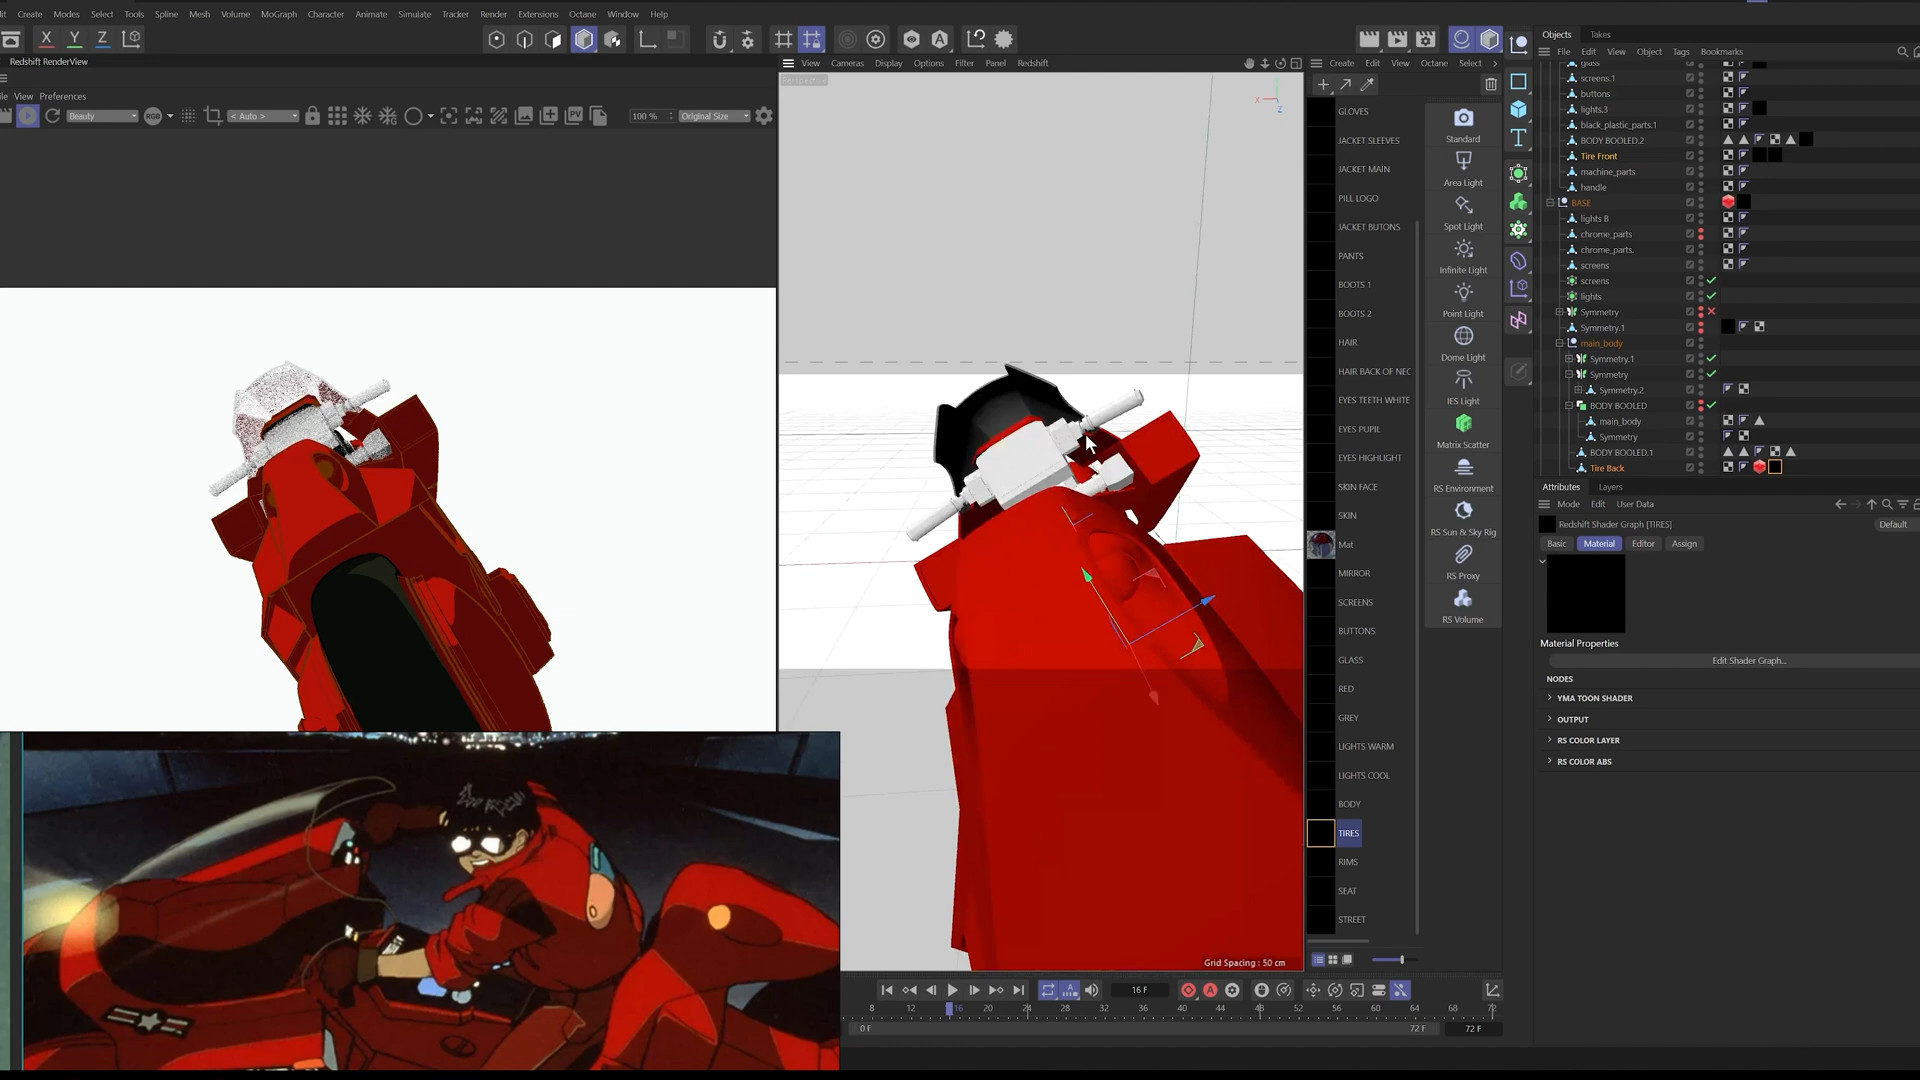 Create Modes Select Tools Spline Mesh Volume MoGraph Character Animate Simulate Tracker Render Extensions Octane Window Help
X Y Z
Redshift RenderView
View Preferences
Beauty RGB < Auto > PV 100 % Original Size
View Cameras Display Options Filter Panel Redshift
Perspective
X
Z
Grid Spacing : 50 cm
Create Edit View Octane Select
GLOVES
JACKET SLEEVES
JACKET MAIN
PILL LOGO
JACKET BUTONS
PANTS
BOOTS 1
BOOTS 2
HAIR
HAIR BACK OF NEC
EYES TEETH WHITE
EYES PUPIL
EYES HIGHLIGHT
SKIN FACE
SKIN
Mat
MIRROR
SCREENS
BUTTONS
GLASS
RED
GREY
LIGHTS WARM
LIGHTS COOL
BODY
TIRES
RIMS
SEAT
STREET
Standard
Area Light
Spot Light
Infinite Light
Point Light
Dome Light
IES Light
Matrix Scatter
RS Environment
RS Sun & Sky Rig
RS Proxy
RS Volume
Objects Takes
File Edit View Object Tags Bookmarks
glass
screens.1
buttons
lights.3
black_plastic_parts.1
BODY BOOLED.2
Tire Front
machine_parts
handle
BASE
lights B
chrome_parts
chrome_parts.
screens
screens
lights
Symmetry
Symmetry.1
main_body
Symmetry.1
Symmetry
Symmetry.2
BODY BOOLED
main_body
Symmetry
BODY BOOLED.1
Tire Back
Attributes Layers
Mode Edit User Data
Redshift Shader Graph [TIRES]
Default
Basic Material Editor Assign
Material Properties
Edit Shader Graph...
NODES
YMA TOON SHADER
OUTPUT
RS COLOR LAYER
RS COLOR ABS
16 F
8 12 16 20 24 28 32 36 40 44 48 52 56 60 64 68 72
0 F 72 F 72 F